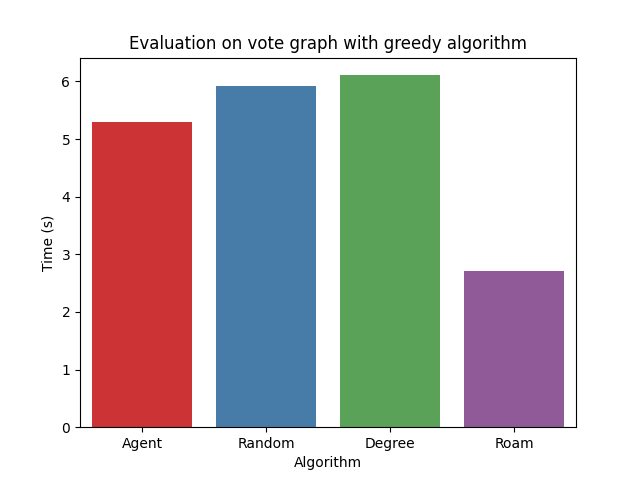 Evaluation on vote graph with greedy algorithm
6
5
4
3
2
1
0
Time (s)
Agent Random Degree Roam
Algorithm